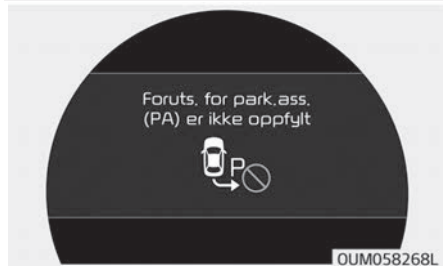 Foruts, for park.ass,
(PA) er ikke oppfylt
P
OUM058268L